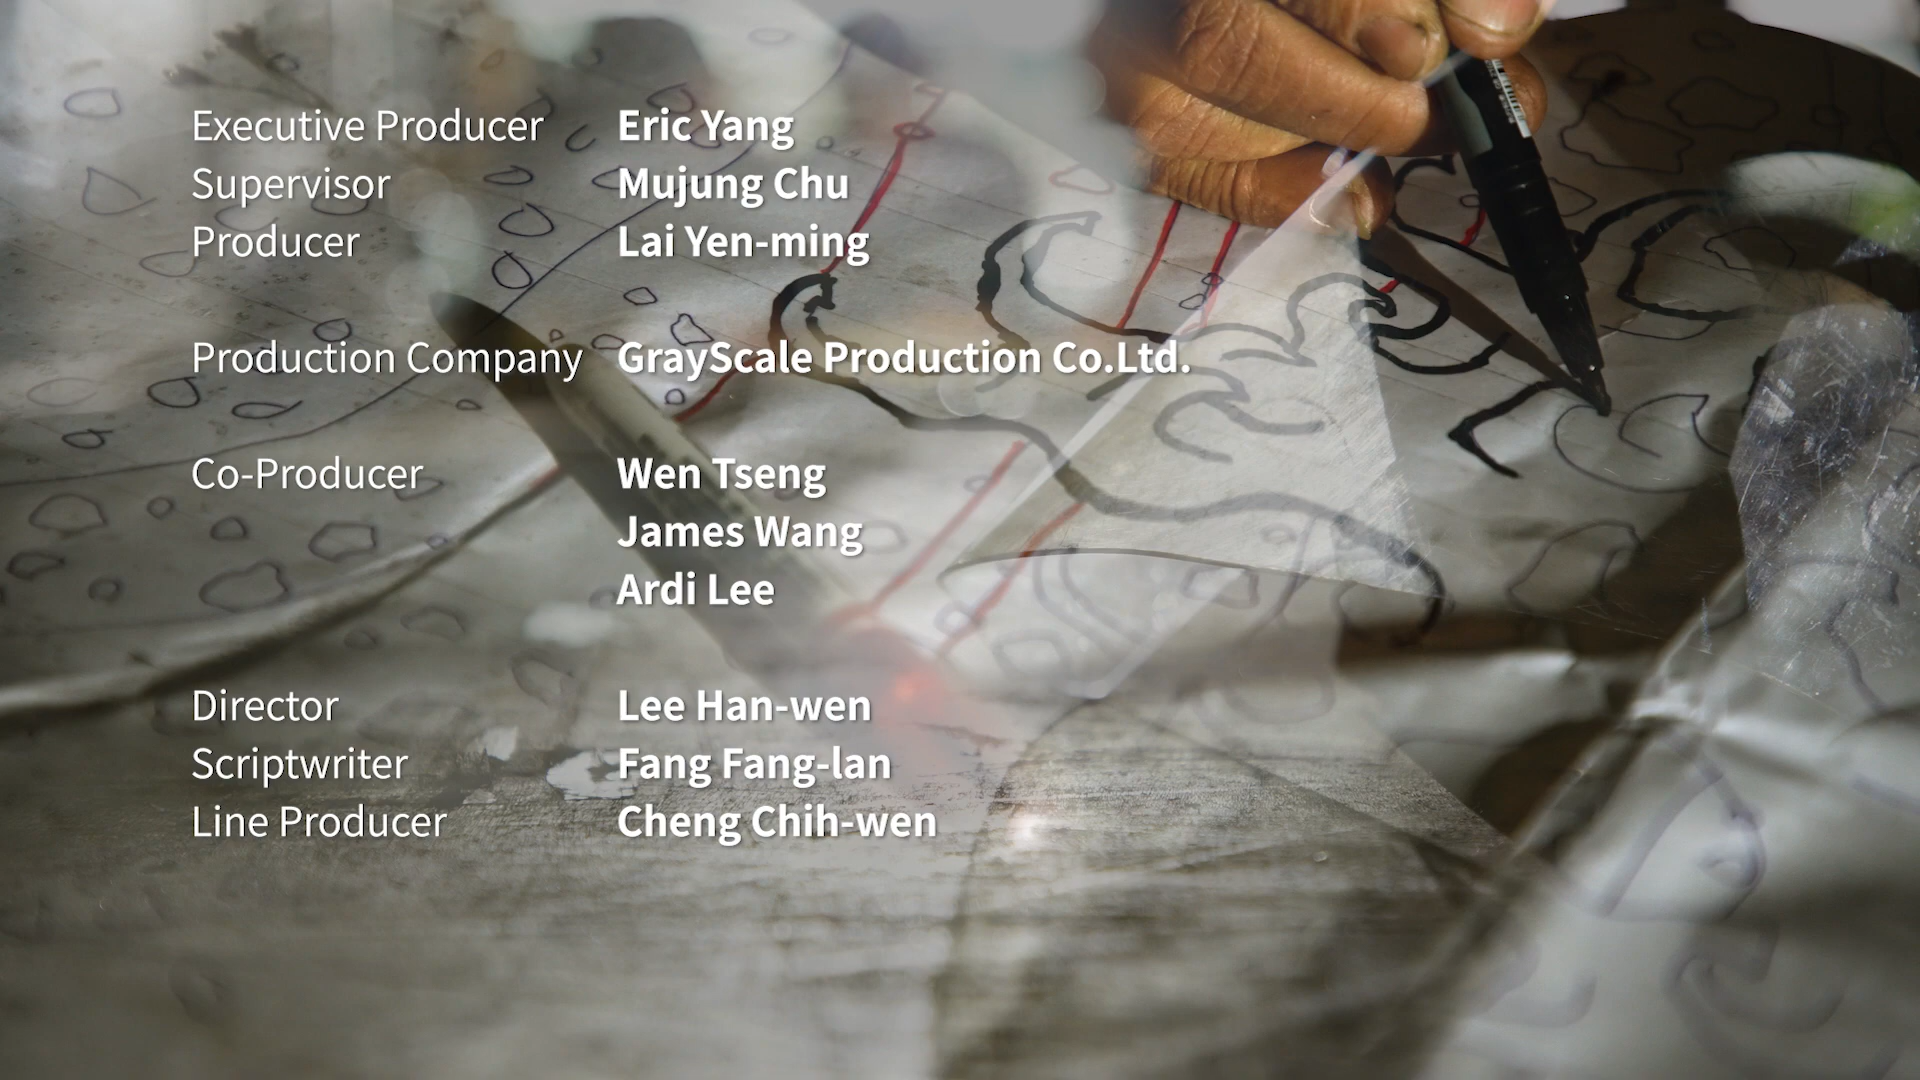 Executive Producer Eric Yang
Supervisor Mujung Chu
Producer Lai Yen-ming
Production Company GrayScale Production Co.Ltd.
Co-Producer Wen Tseng
James Wang
Ardi Lee
Director Lee Han-wen
Scriptwriter Fang Fang-lan
Line Producer Cheng Chih-wen